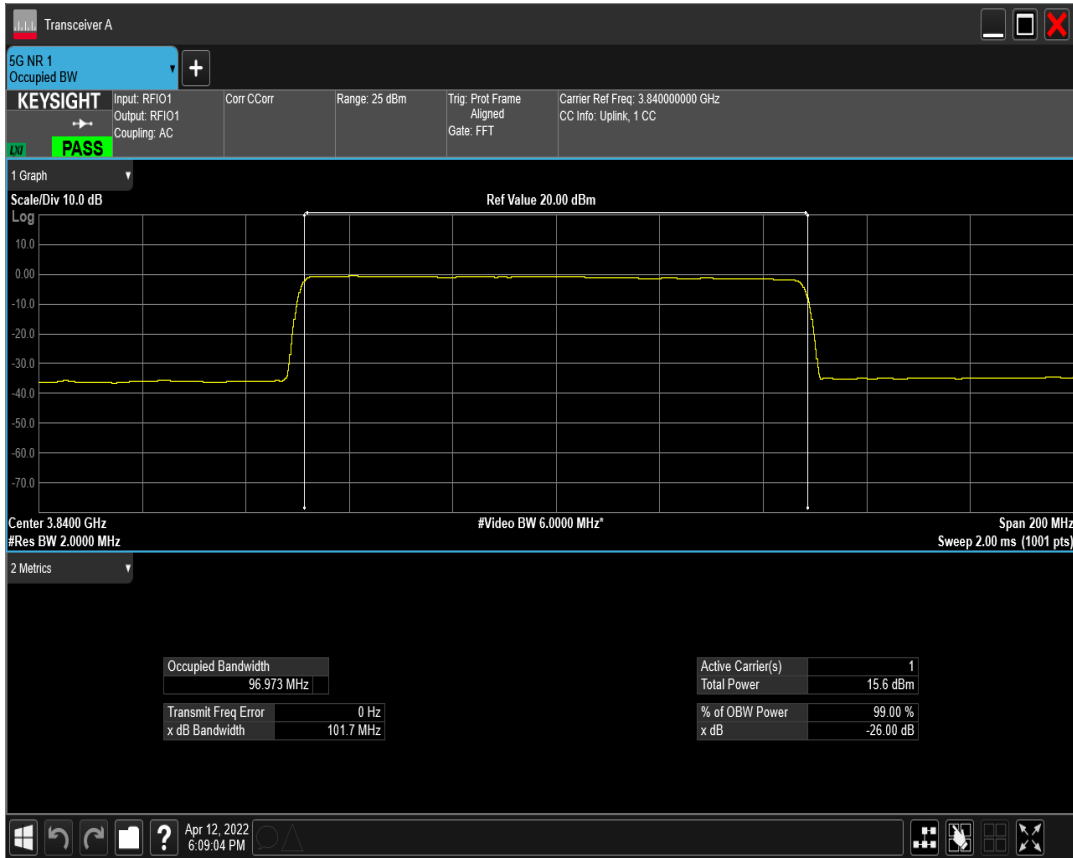 Transceiver A
5G NR 1
Occupied BW
KEYSIGHT
LXI
PASS
Input: RFIO1
Output: RFIO1
Coupling: AC
Corr CCorr
Range: 25 dBm
Trig: Prot Frame
Aligned
Gate: FFT
Carrier Ref Freq: 3.840000000 GHz
CC Info: Uplink, 1 CC
1 Graph
Scale/Div 10.0 dB
Ref Value 20.00 dBm
Log
10.0
0.00
-10.0
-20.0
-30.0
-40.0
-50.0
-60.0
-70.0
Center 3.8400 GHz
#Video BW 6.0000 MHz*
Span 200 MHz
#Res BW 2.0000 MHz
Sweep 2.00 ms (1001 pts)
2 Metrics
Occupied Bandwidth
96.973 MHz
Transmit Freq Error 0 Hz
x dB Bandwidth 101.7 MHz
Active Carrier(s) 1
Total Power 15.6 dBm
% of OBW Power 99.00 %
x dB -26.00 dB
Apr 12, 2022
6:09:04 PM